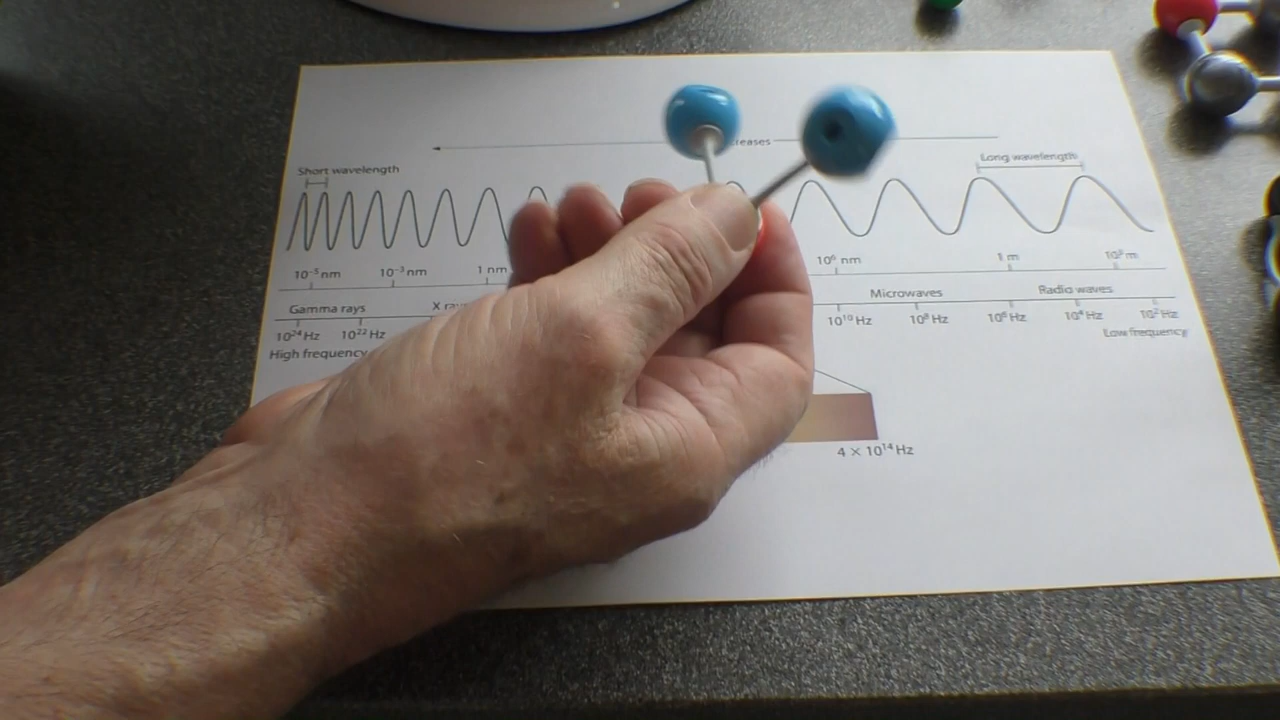 Short wavelength
Long wavelength
10⁻⁵ nm 10⁻³ nm 1 nm 10⁶ nm 1 m
Gamma rays Microwaves Radio waves
10²⁴ Hz 10²² Hz 10¹⁰ Hz 10⁸ Hz 10⁶ Hz 10⁴ Hz 10² Hz
High frequency Low frequency
4 × 10¹⁴ Hz